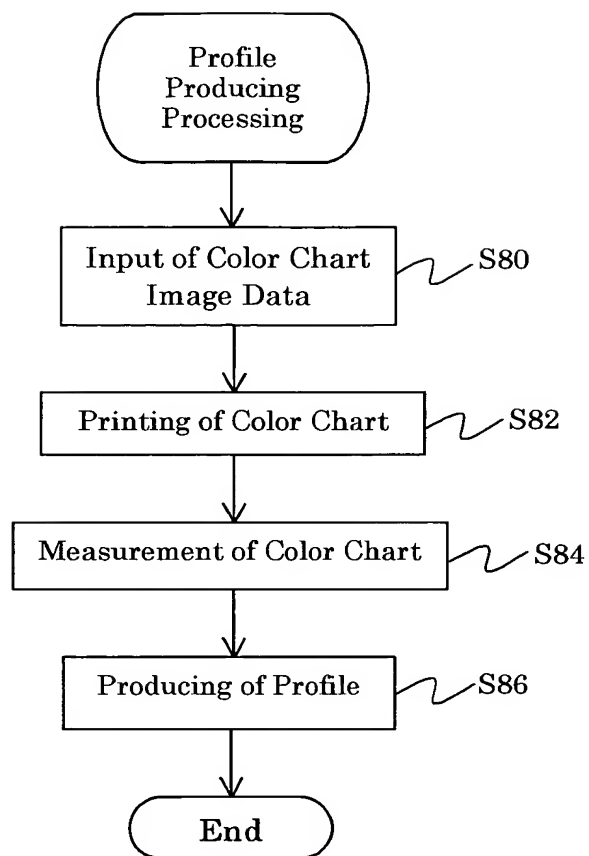 Profile
Producing
Processing
Input of Color Chart
Image Data
S80
Printing of Color Chart
S82
Measurement of Color Chart
S84
Producing of Profile
S86
End